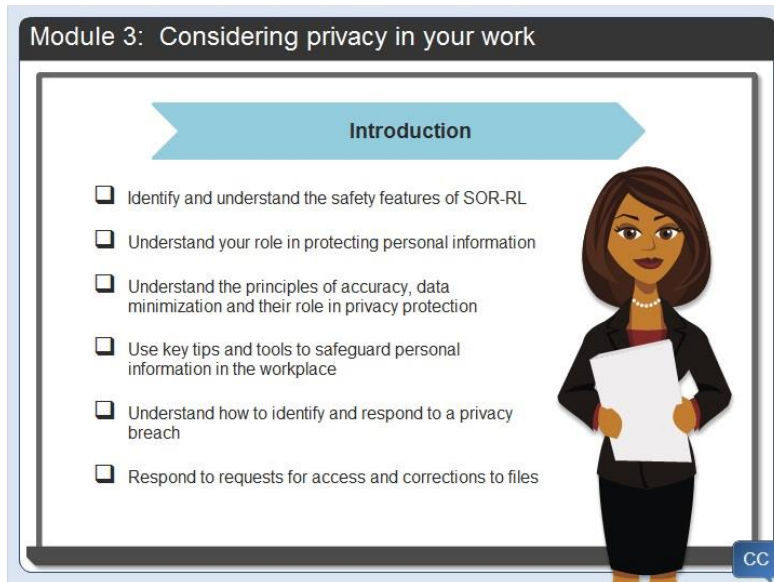 Module 3: Considering privacy in your work
Introduction
Identify and understand the safety features of SOR-RL
Understand your role in protecting personal information
Understand the principles of accuracy, data
minimization and their role in privacy protection
Use key tips and tools to safeguard personal
information in the workplace
Understand how to identify and respond to a privacy
breach
Respond to requests for access and corrections to files
CC